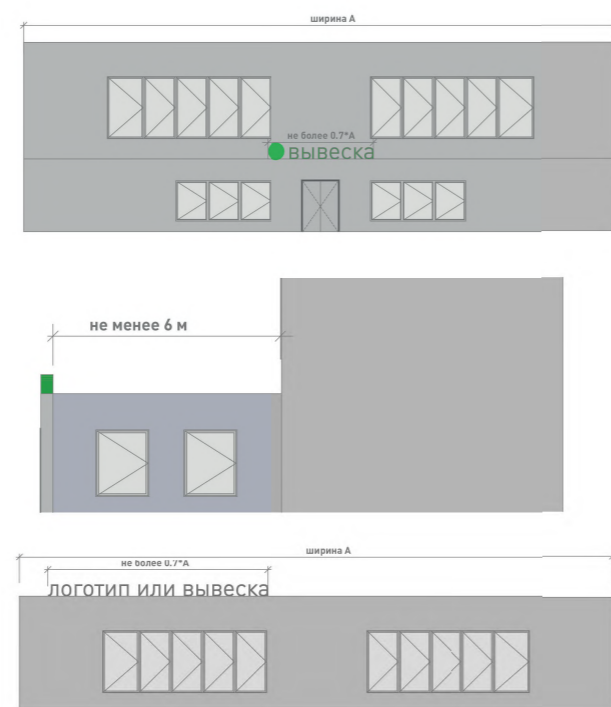 ширина А
не более 0.7*А
вывеска
не менее 6 м
ширина А
не более 0.7*А
логотип или вывеска